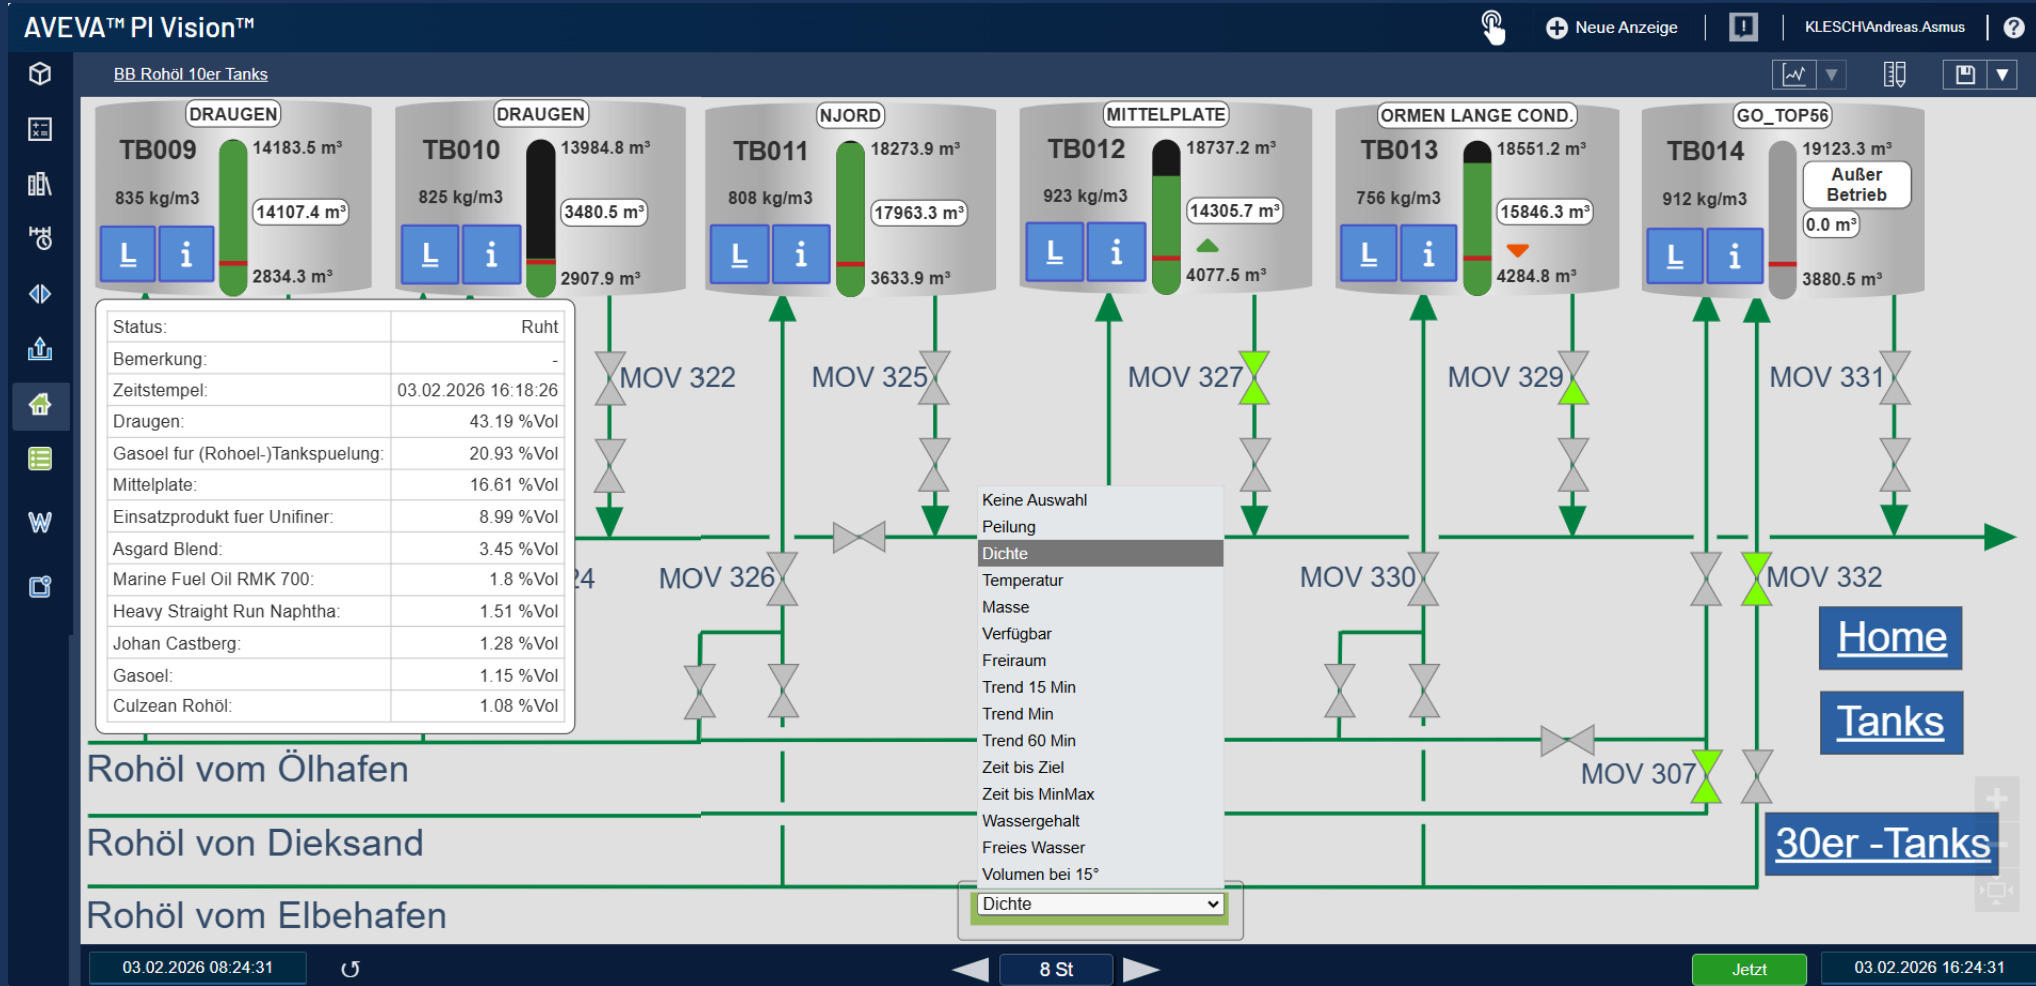 AVEVA™ PI Vision™
Neue Anzeige
KLESCH\Andreas.Asmus
?
BB Rohöl 10er Tanks
DRAUGEN
TB009
14183.5 m³
835 kg/m3
14107.4 m³
L
i
2834.3 m³
DRAUGEN
TB010
13984.8 m³
825 kg/m3
3480.5 m³
L
i
2907.9 m³
NJORD
TB011
18273.9 m³
808 kg/m3
17963.3 m³
L
i
3633.9 m³
MITTELPLATE
TB012
18737.2 m³
923 kg/m3
14305.7 m³
L
i
4077.5 m³
ORMEN LANGE COND.
TB013
18551.2 m³
756 kg/m3
15846.3 m³
L
i
4284.8 m³
GO_TOP56
TB014
19123.3 m³
Außer
Betrieb
912 kg/m3
0.0 m³
L
i
3880.5 m³
Status: Ruht
Bemerkung: -
Zeitstempel: 03.02.2026 16:18:26
Draugen: 43.19 %Vol
Gasoel fur (Rohoel-)Tankspuelung: 20.93 %Vol
Mittelplate: 16.61 %Vol
Einsatzprodukt fuer Unifiner: 8.99 %Vol
Asgard Blend: 3.45 %Vol
Marine Fuel Oil RMK 700: 1.8 %Vol
Heavy Straight Run Naphtha: 1.51 %Vol
Johan Castberg: 1.28 %Vol
Gasoel: 1.15 %Vol
Culzean Rohöl: 1.08 %Vol
MOV 322
MOV 325
MOV 327
MOV 329
MOV 331
24
MOV 326
MOV 330
MOV 332
MOV 307
Keine Auswahl
Peilung
Dichte
Temperatur
Masse
Verfügbar
Freiraum
Trend 15 Min
Trend Min
Trend 60 Min
Zeit bis Ziel
Zeit bis MinMax
Wassergehalt
Freies Wasser
Volumen bei 15°
Dichte
Home
Tanks
30er -Tanks
Rohöl vom Ölhafen
Rohöl von Dieksand
Rohöl vom Elbehafen
03.02.2026 08:24:31
8 St
Jetzt
03.02.2026 16:24:31